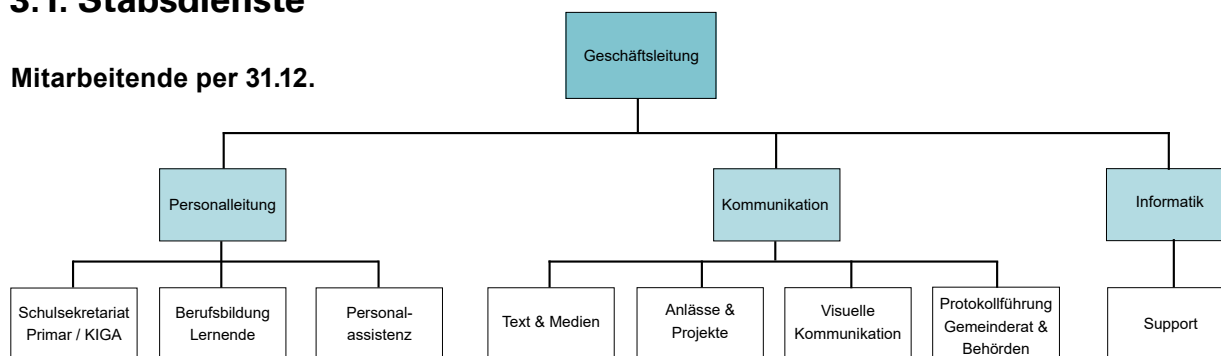 3.1. Stabsdienste
Mitarbeitende per 31.12.
Geschäftsleitung
Personalleitung
Kommunikation
Informatik
Schulsekretariat
Primar / KIGA
Berufsbildung
Lernende
Personal-
assistenz
Text & Medien
Anlässe &
Projekte
Visuelle
Kommunikation
Protokollführung
Gemeinderat &
Behörden
Support